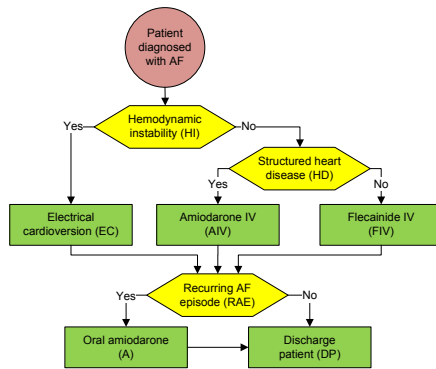 Patient
diagnosed
with AF
Hemodynamic
instability (HI)
Yes
No
Structured heart
disease (HD)
Yes
No
Electrical
cardioversion (EC)
Amiodarone IV
(AIV)
Flecainide IV
(FIV)
Recurring AF
episode (RAE)
Yes
No
Oral amiodarone
(A)
Discharge
patient (DP)